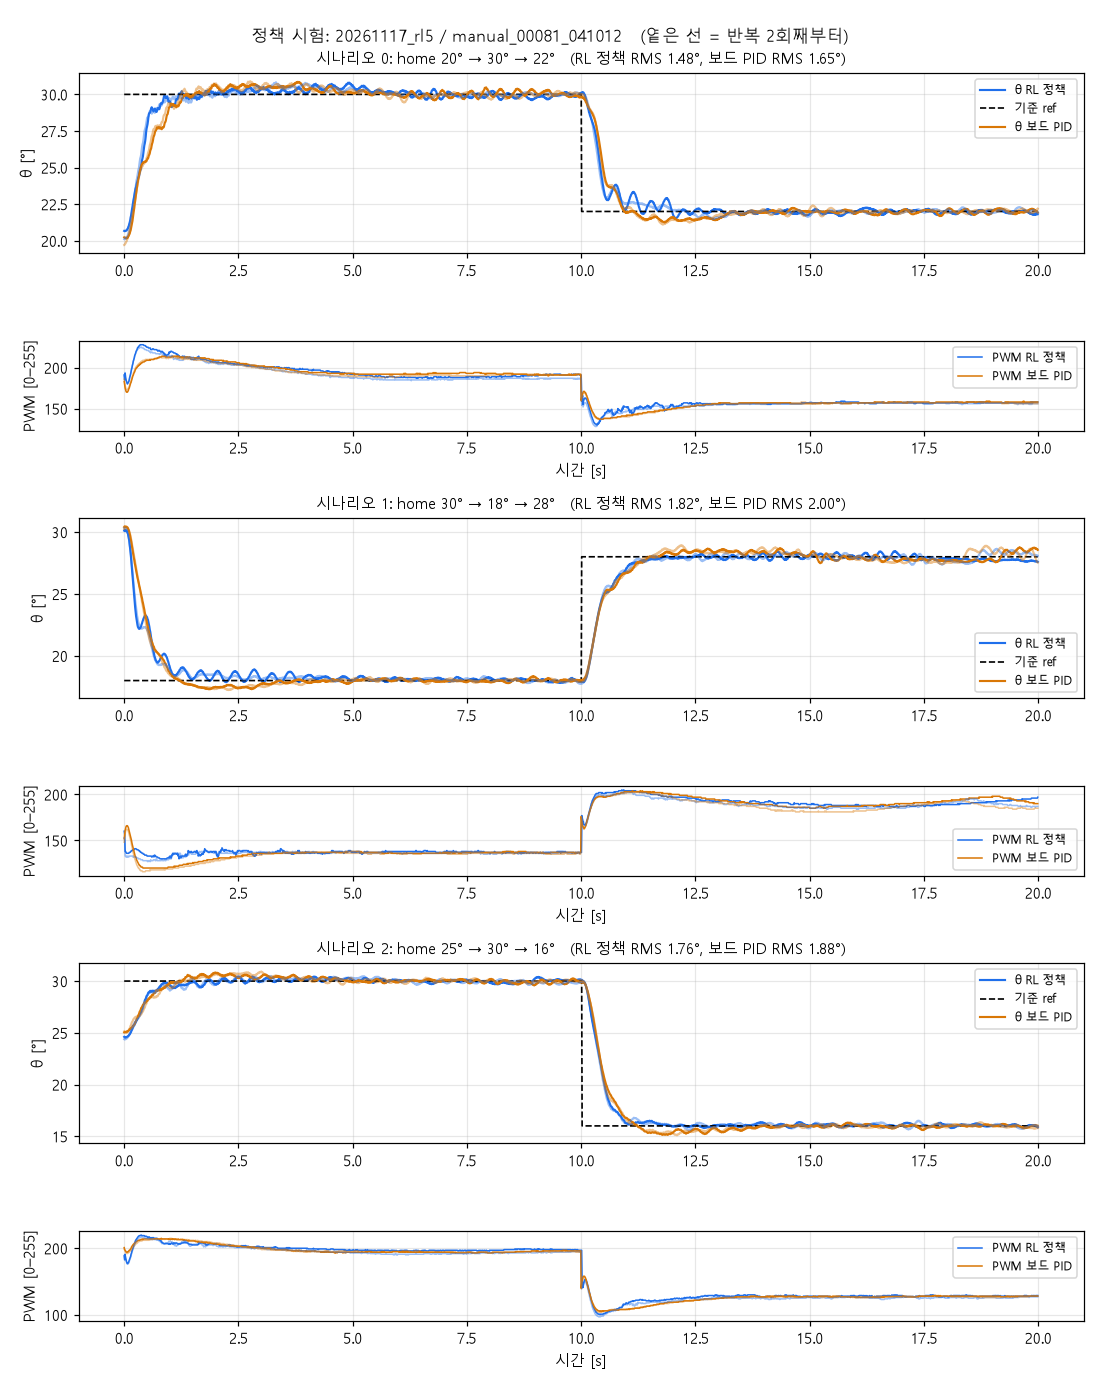 정책 시험: 20261117_rl5 / manual_00081_041012 (옅은 선 = 반복 2회째부터)
시나리오 0: home 20° → 30° → 22° (RL 정책 RMS 1.48°, 보드 PID RMS 1.65°)
θ [°]
30.0
27.5
25.0
22.5
20.0
θ RL 정책
기준 ref
θ 보드 PID
0.0 2.5 5.0 7.5 10.0 12.5 15.0 17.5 20.0
PWM [0–255]
200
150
PWM RL 정책
PWM 보드 PID
0.0 2.5 5.0 7.5 10.0 12.5 15.0 17.5 20.0
시간 [s]
시나리오 1: home 30° → 18° → 28° (RL 정책 RMS 1.82°, 보드 PID RMS 2.00°)
θ [°]
30
25
20
θ RL 정책
기준 ref
θ 보드 PID
0.0 2.5 5.0 7.5 10.0 12.5 15.0 17.5 20.0
PWM [0–255]
200
150
PWM RL 정책
PWM 보드 PID
0.0 2.5 5.0 7.5 10.0 12.5 15.0 17.5 20.0
시간 [s]
시나리오 2: home 25° → 30° → 16° (RL 정책 RMS 1.76°, 보드 PID RMS 1.88°)
θ [°]
30
25
20
15
θ RL 정책
기준 ref
θ 보드 PID
0.0 2.5 5.0 7.5 10.0 12.5 15.0 17.5 20.0
PWM [0–255]
200
100
PWM RL 정책
PWM 보드 PID
0.0 2.5 5.0 7.5 10.0 12.5 15.0 17.5 20.0
시간 [s]